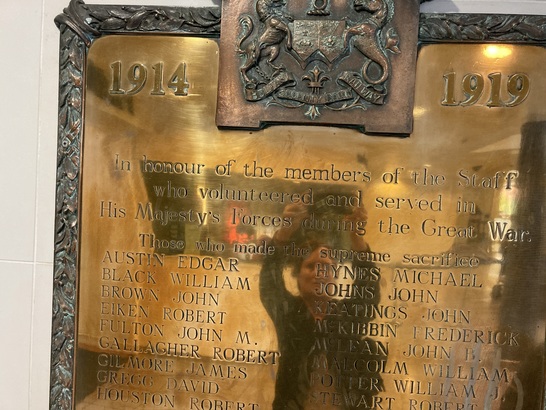 1914 1919
In honour of the members of the Staff
who volunteered and served in
His Majesty's Forces during the Great War.
Those who made the supreme sacrifice
AUSTIN EDGAR
BLACK WILLIAM
BROWN JOHN
EIKEN ROBERT
FULTON JOHN M.
GALLAGHER ROBERT
GILMORE JAMES
GREGG DAVID
HOUSTON ROBERT
HYNES MICHAEL
JOHNS JOHN
KEATINGS JOHN
McKIBBIN FREDERICK
McLEAN JOHN B.
MALCOLM WILLIAM
WILLIAM J.
STEWART ROBERT